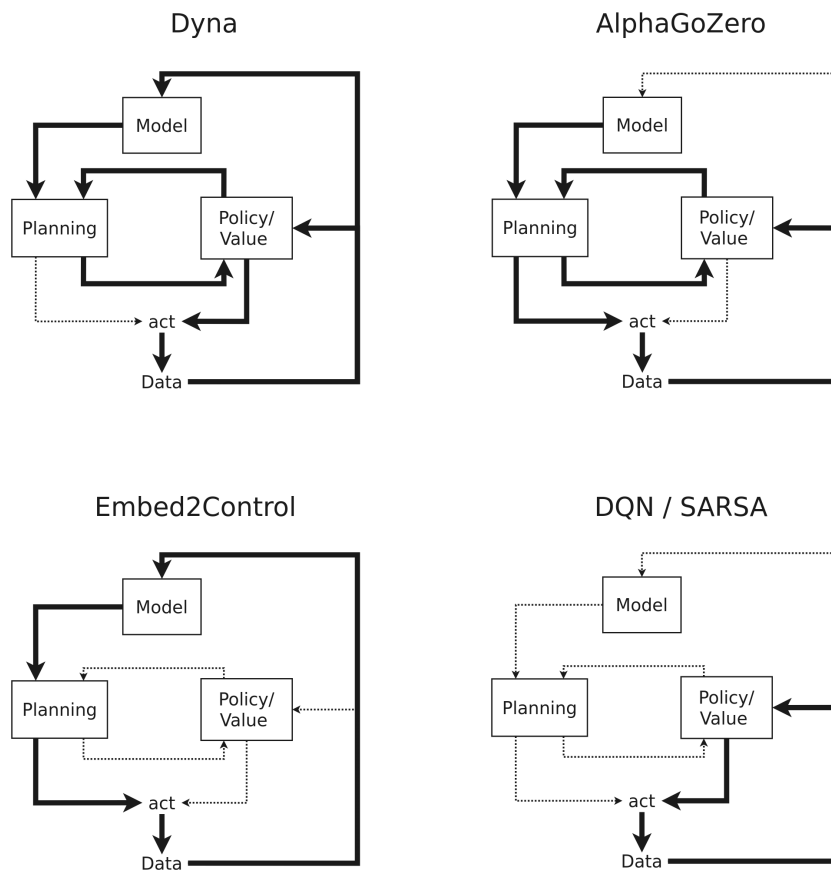 Dyna
Model
Planning
Policy/
Value
act
Data
AlphaGoZero
Model
Planning
Policy/
Value
act
Data
Embed2Control
Model
Planning
Policy/
Value
act
Data
DQN / SARSA
Model
Planning
Policy/
Value
act
Data